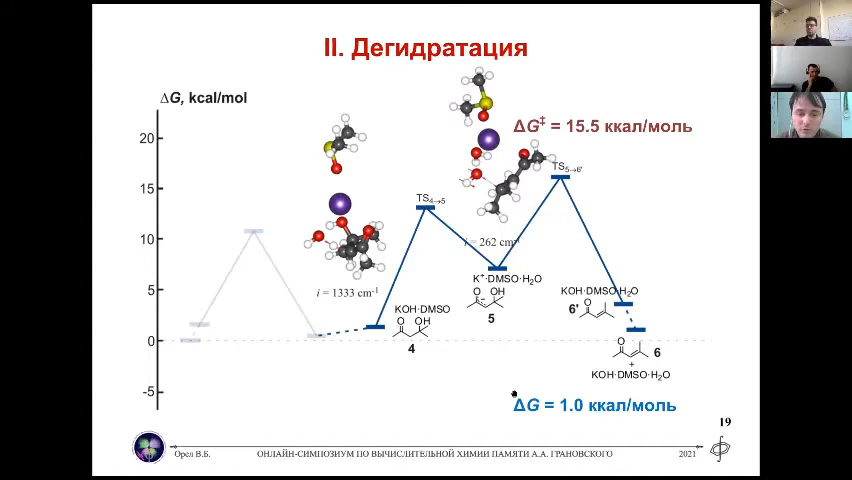 II. Дегидратация
ΔG, kcal/mol
ΔG‡ = 15.5 ккал/моль
20
15
10
5
0
-5
TS4→5
TS5→6'
i = 1333 cm-1
i = 262 cm-1
KOH·DMSO
O OH
4
K+·DMSO·H2O
O OH
5
KOH·DMSO·H2O
O
6'
O
6
+
KOH·DMSO·H2O
ΔG = 1.0 ккал/моль
19
Орел В.Б.
ОНЛАЙН-СИМПОЗИУМ ПО ВЫЧИСЛИТЕЛЬНОЙ ХИМИИ ПАМЯТИ А.А. ГРАНОВСКОГО
2021